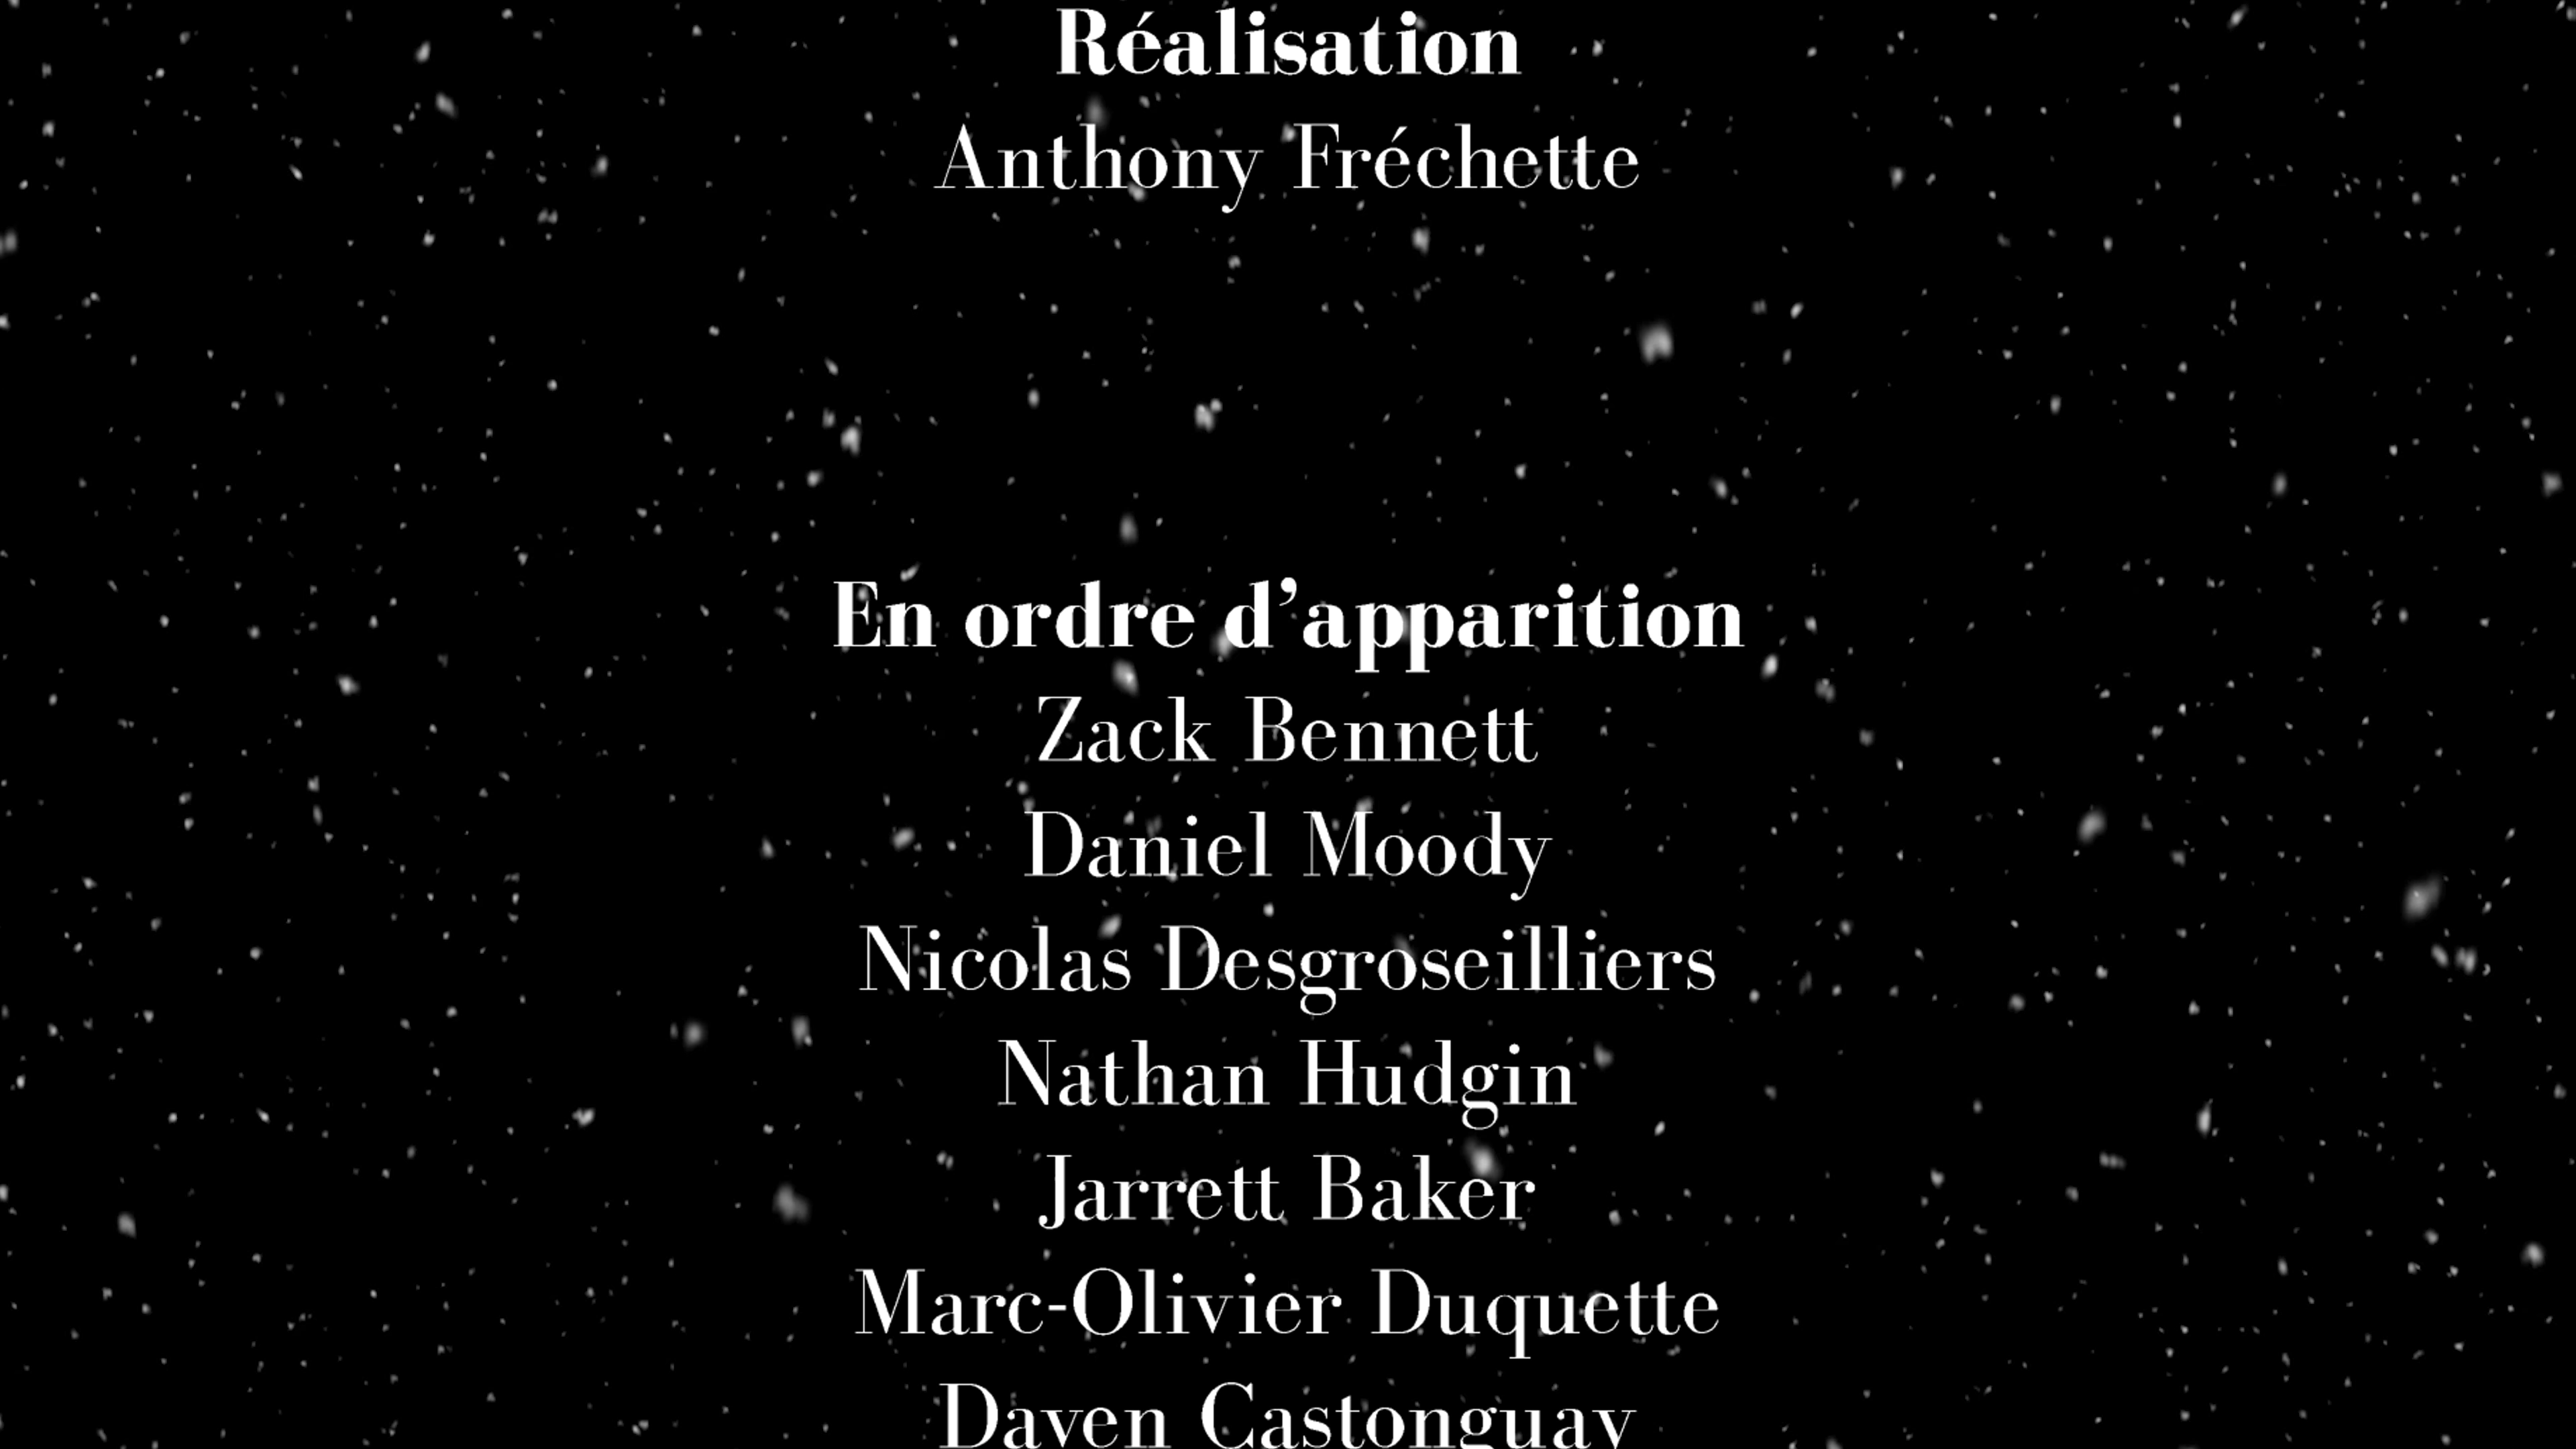 Réalisation
Anthony Fréchette
En ordre d’apparition
Zack Bennett
Daniel Moody
Nicolas Desgroseilliers
Nathan Hudgin
Jarrett Baker
Marc-Olivier Duquette
Daven Castonguay